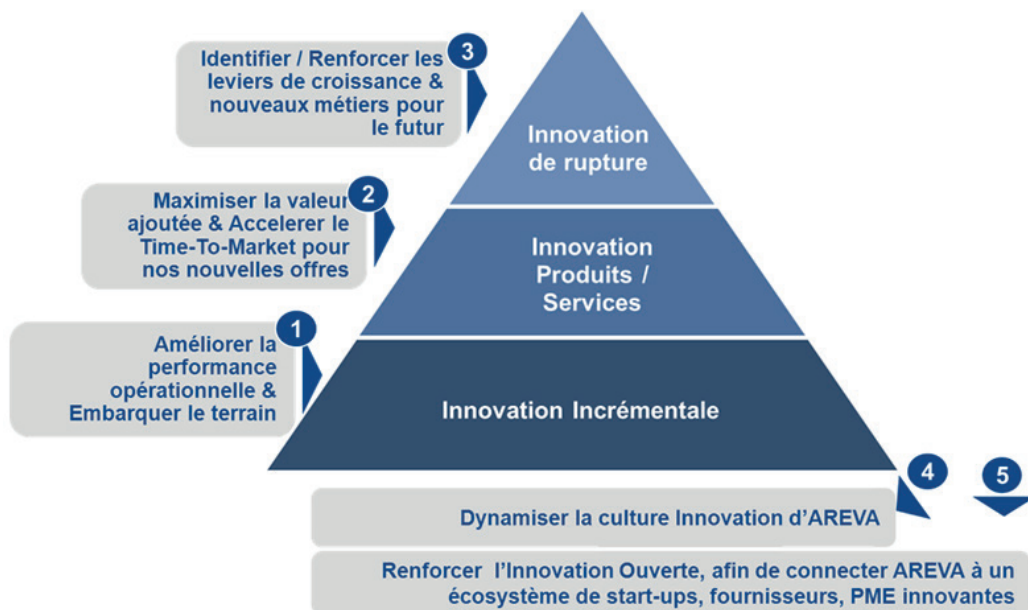 3
Identifier / Renforcer les
leviers de croissance &
nouveaux métiers pour
le futur
Innovation
de rupture
2
Maximiser la valeur
ajoutée & Accelerer le
Time-To-Market pour
nos nouvelles offres
Innovation
Produits /
Services
1
Améliorer la
performance
opérationnelle &
Embarquer le terrain
Innovation Incrémentale
4
5
Dynamiser la culture Innovation d'AREVA
Renforcer l'Innovation Ouverte, afin de connecter AREVA à un
écosystème de start-ups, fournisseurs, PME innovantes